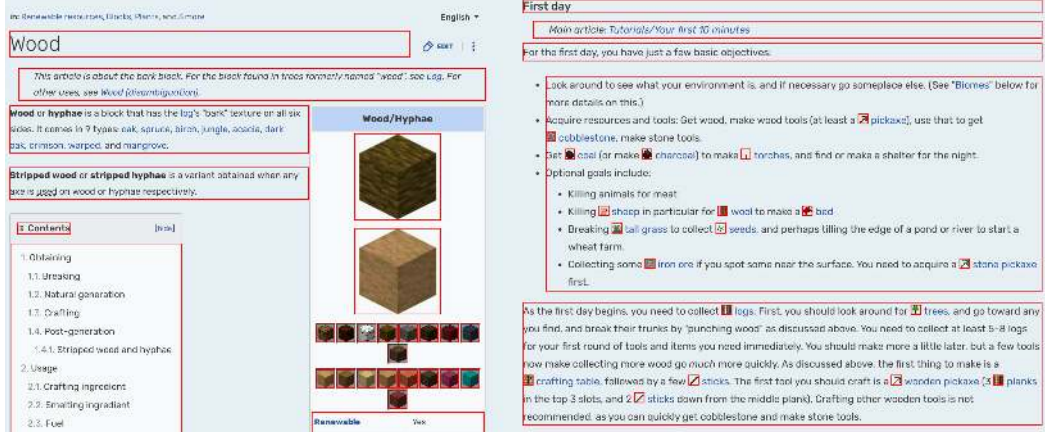 in: Renewable resources, Blocks, Plants, and 3 more
English
Wood
EDIT
This article is about the bark block. For the block found in trees formerly named "wood", see Log. For
other uses, see Wood (disambiguation).
Wood or hyphae is a block that has the log's "bark" texture on all six
sides. It comes in 9 types: oak, spruce, birch, jungle, acacia, dark
oak, crimson, warped, and mangrove.
Stripped wood or stripped hyphae is a variant obtained when any
axe is used on wood or hyphae respectively.
Contents [hide]
1. Obtaining
1.1. Breaking
1.2. Natural generation
1.3. Crafting
1.4. Post-generation
1.4.1. Stripped wood and hyphae
2. Usage
2.1. Crafting ingredient
2.2. Smelting ingredient
2.3. Fuel
Wood/Hyphae
Renewable Yes
First day
Main article: Tutorials/Your first 10 minutes
For the first day, you have just a few basic objectives:
• Look around to see what your environment is, and if necessary go someplace else. (See "Biomes" below for
more details on this.)
• Acquire resources and tools: Get wood, make wood tools (at least a pickaxe), use that to get
cobblestone, make stone tools.
• Get coal (or make charcoal) to make torches, and find or make a shelter for the night.
• Optional goals include:
• Killing animals for meat
• Killing sheep in particular for wool to make a bed
• Breaking tall grass to collect seeds, and perhaps tilling the edge of a pond or river to start a
wheat farm.
• Collecting some iron ore if you spot some near the surface. You need to acquire a stone pickaxe
first.
As the first day begins, you need to collect logs. First, you should look around for trees, and go toward any
you find, and break their trunks by "punching wood" as discussed above. You need to collect at least 5-8 logs
for your first round of tools and items you need immediately. You should make more a little later, but a few tools
now make collecting more wood go much more quickly. As discussed above, the first thing to make is a
crafting table, followed by a few sticks. The first tool you should craft is a wooden pickaxe (3 planks
in the top 3 slots, and 2 sticks down from the middle plank). Crafting other wooden tools is not
recommended, as you can quickly get cobblestone and make stone tools.